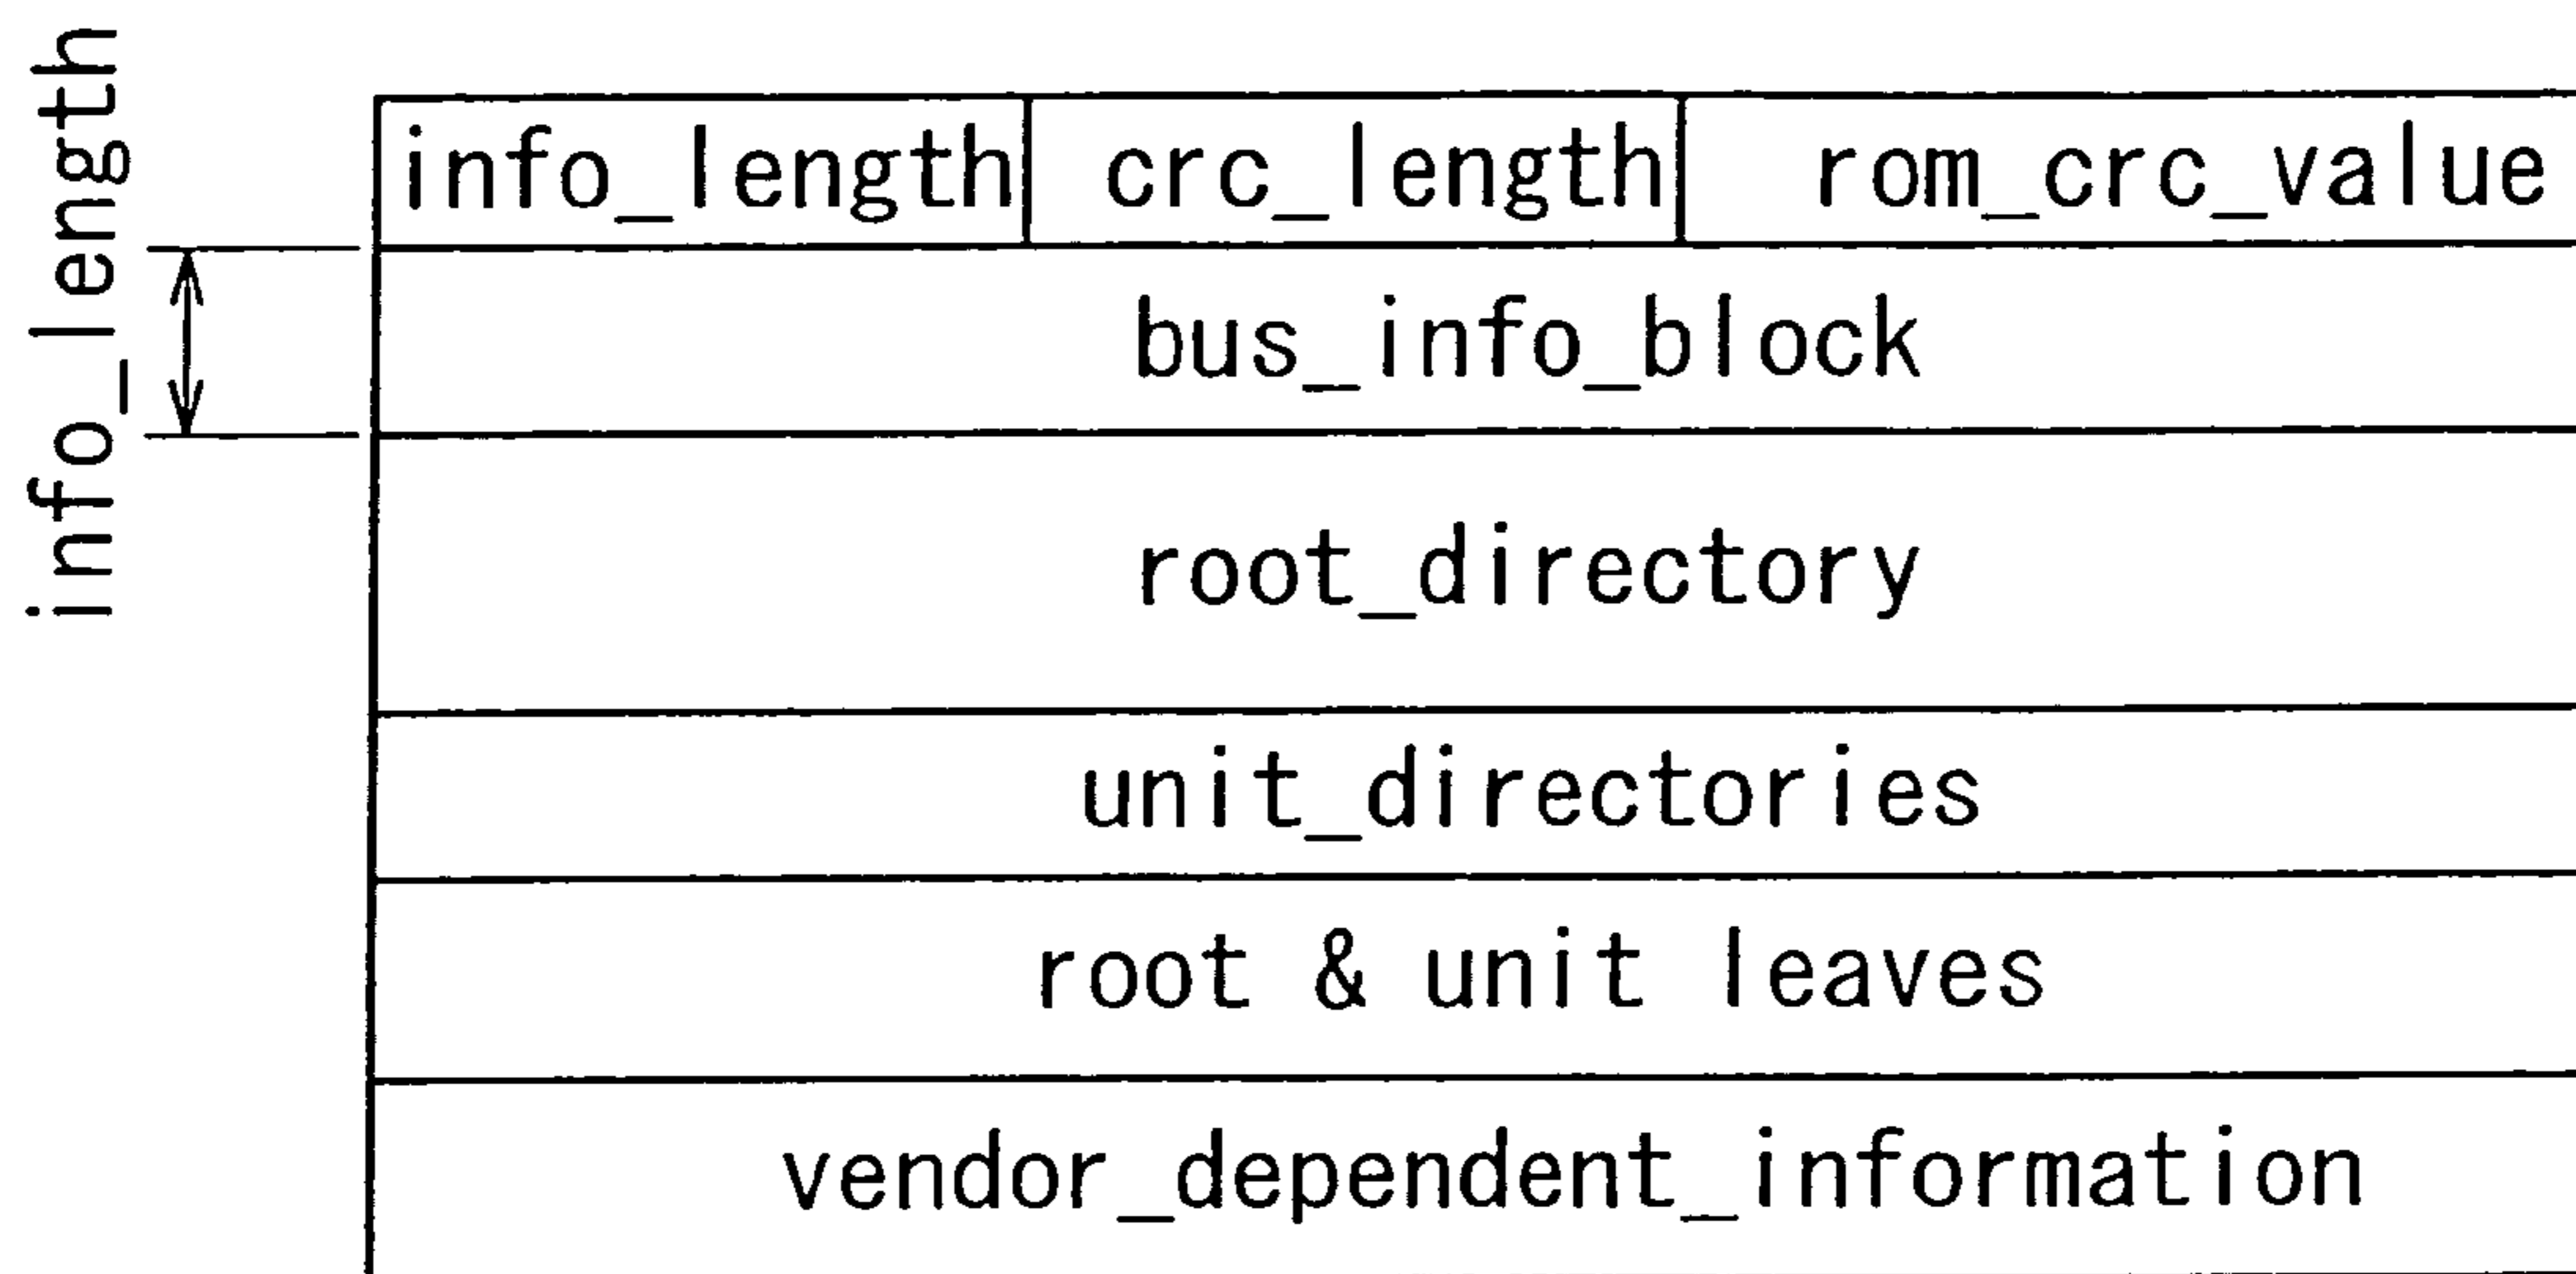 info_length
info_length crc_length rom_crc_value
bus_info_block
root_directory
unit_directories
root & unit leaves
vendor_dependent_information